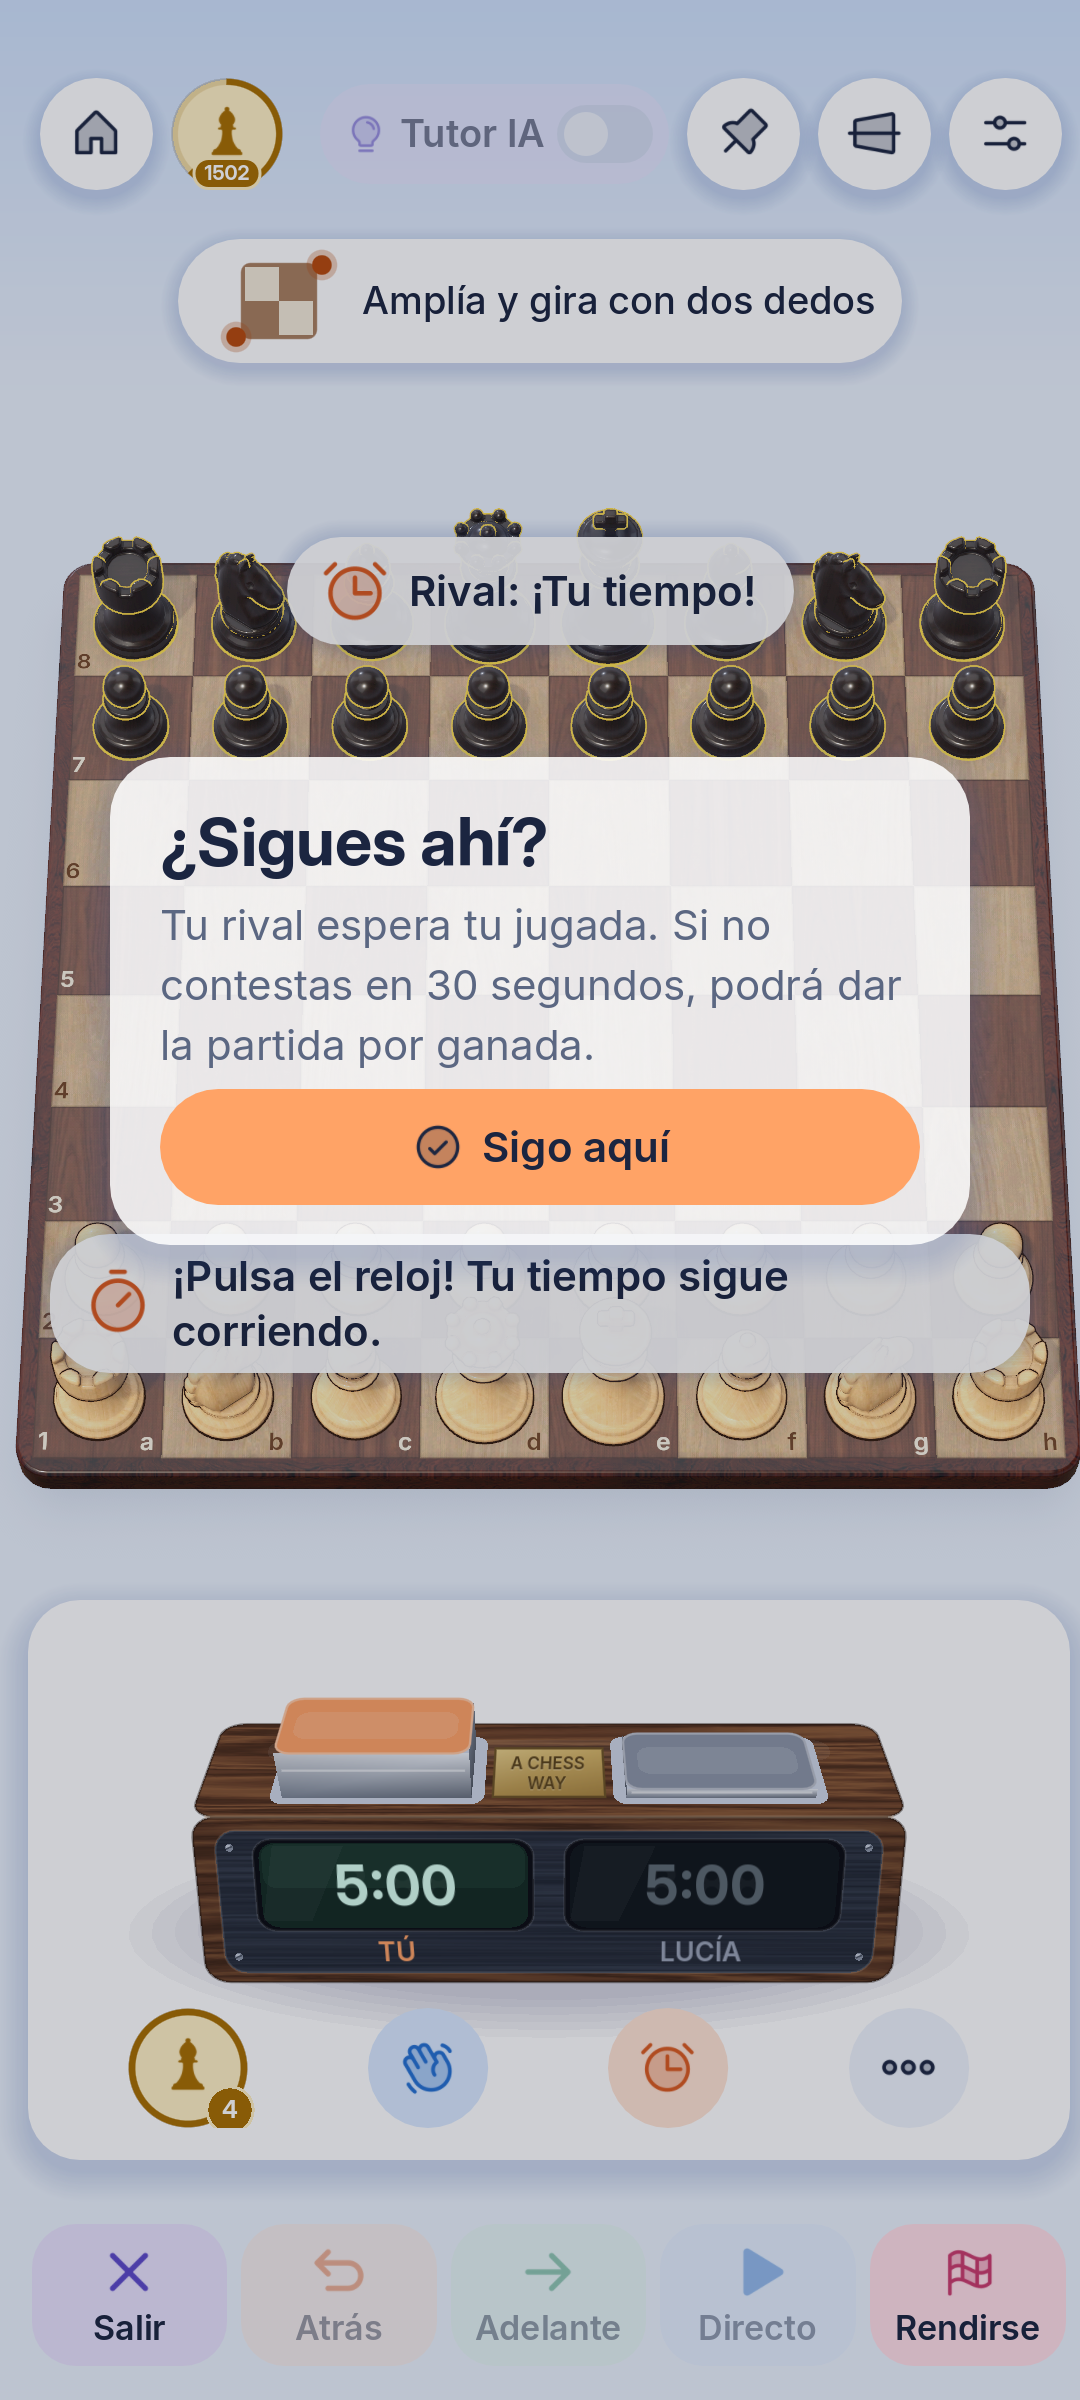 Tutor IA
1502
Amplía y gira con dos dedos
Rival: ¡Tu tiempo!
8
7
6
5
4
3
2
1
¿Sigues ahí?
Tu rival espera tu jugada. Si no
contestas en 30 segundos, podrá dar
la partida por ganada.
Sigo aquí
¡Pulsa el reloj! Tu tiempo sigue
corriendo.
a b c d e f g h
A CHESS
WAY
5:00 5:00
TÚ LUCÍA
4
Salir Atrás Adelante Directo Rendirse